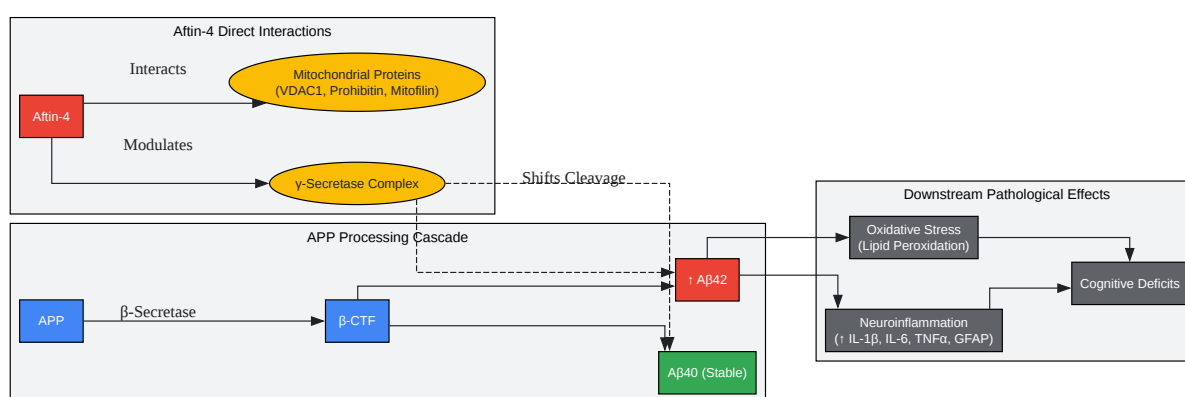 Aftin-4 Direct Interactions
Interacts
Mitochondrial Proteins
(VDAC1, Prohibitin, Mitofilin)
Aftin-4
Modulates
γ-Secretase Complex
Shifts Cleavage
APP Processing Cascade
APP
β-Secretase
β-CTF
↑ Aβ42
Aβ40 (Stable)
Downstream Pathological Effects
Oxidative Stress
(Lipid Peroxidation)
Cognitive Deficits
Neuroinflammation
(↑ IL-1β, IL-6, TNFα, GFAP)